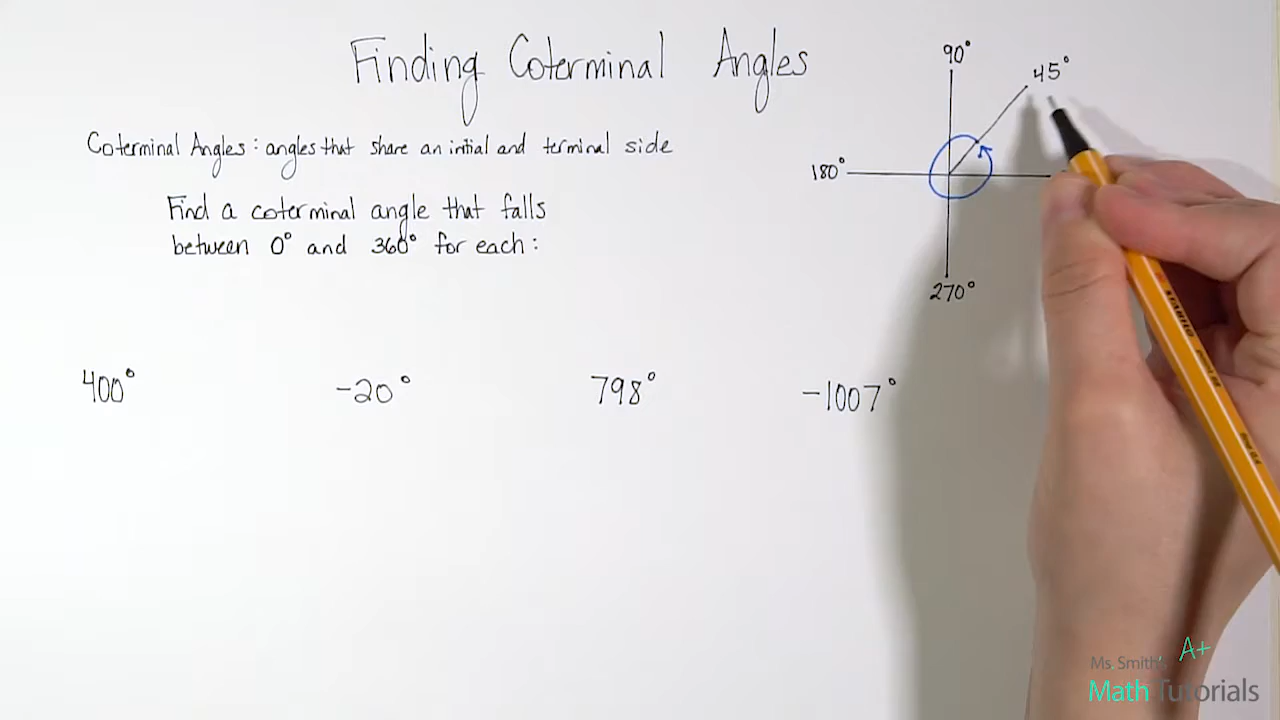 Finding Coterminal Angles
Coterminal Angles: angles that share an initial and terminal side
Find a coterminal angle that falls
between 0° and 360° for each:
90°
45°
180°
270°
400°
-20°
798°
-1007°
Ms. Smith's A+
Math Tutorials